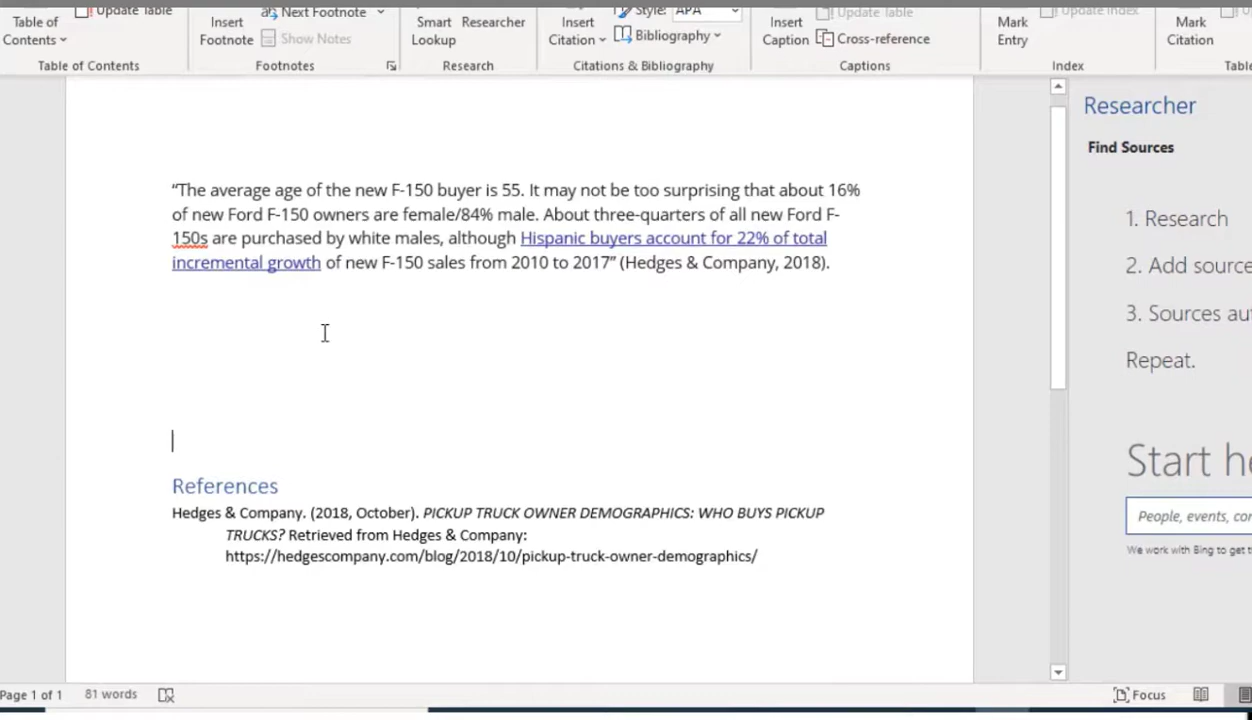 Table of
Contents
Update Table
Insert
Footnote
Next Footnote
Show Notes
Smart
Lookup
Researcher
Insert
Citation
Style: APA
Bibliography
Insert
Caption
Update Table
Cross-reference
Mark
Entry
Update Index
Mark
Citation
Table of Contents
Footnotes
Research
Citations & Bibliography
Captions
Index
Table
“The average age of the new F-150 buyer is 55. It may not be too surprising that about 16%
of new Ford F-150 owners are female/84% male. About three-quarters of all new Ford F-
150s are purchased by white males, although Hispanic buyers account for 22% of total
incremental growth of new F-150 sales from 2010 to 2017” (Hedges & Company, 2018).
References
Hedges & Company. (2018, October). PICKUP TRUCK OWNER DEMOGRAPHICS: WHO BUYS PICKUP
TRUCKS? Retrieved from Hedges & Company:
https://hedgescompany.com/blog/2018/10/pickup-truck-owner-demographics/
Researcher
Find Sources
1. Research
2. Add source
3. Sources au
Repeat.
Start he
People, events, con
We work with Bing to get t
Page 1 of 1
81 words
Focus